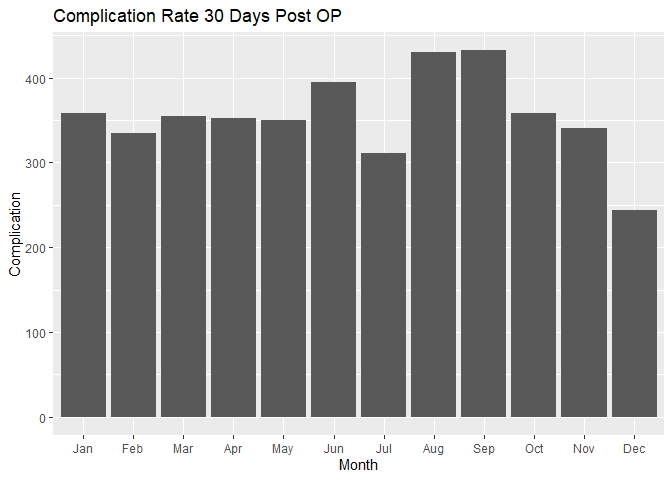 Complication Rate 30 Days Post OP
Complication
400
300
200
100
0
Jan Feb Mar Apr May Jun Jul Aug Sep Oct Nov Dec
Month